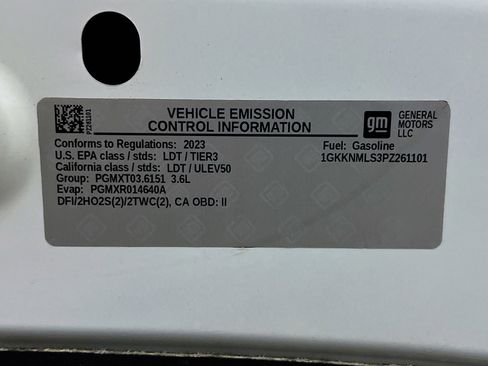 PZ261101
VEHICLE EMISSION
CONTROL INFORMATION
gm
GENERAL
MOTORS
LLC
Conforms to Regulations: 2023
Fuel: Gasoline
U.S. EPA class / stds: LDT / TIER3
1GKKNMLS3PZ261101
California class / stds: LDT / ULEV50
Group: PGMXT03.6151 3.6L
Evap: PGMXR014640A
DFI/2HO2S(2)/2TWC(2), CA OBD: II